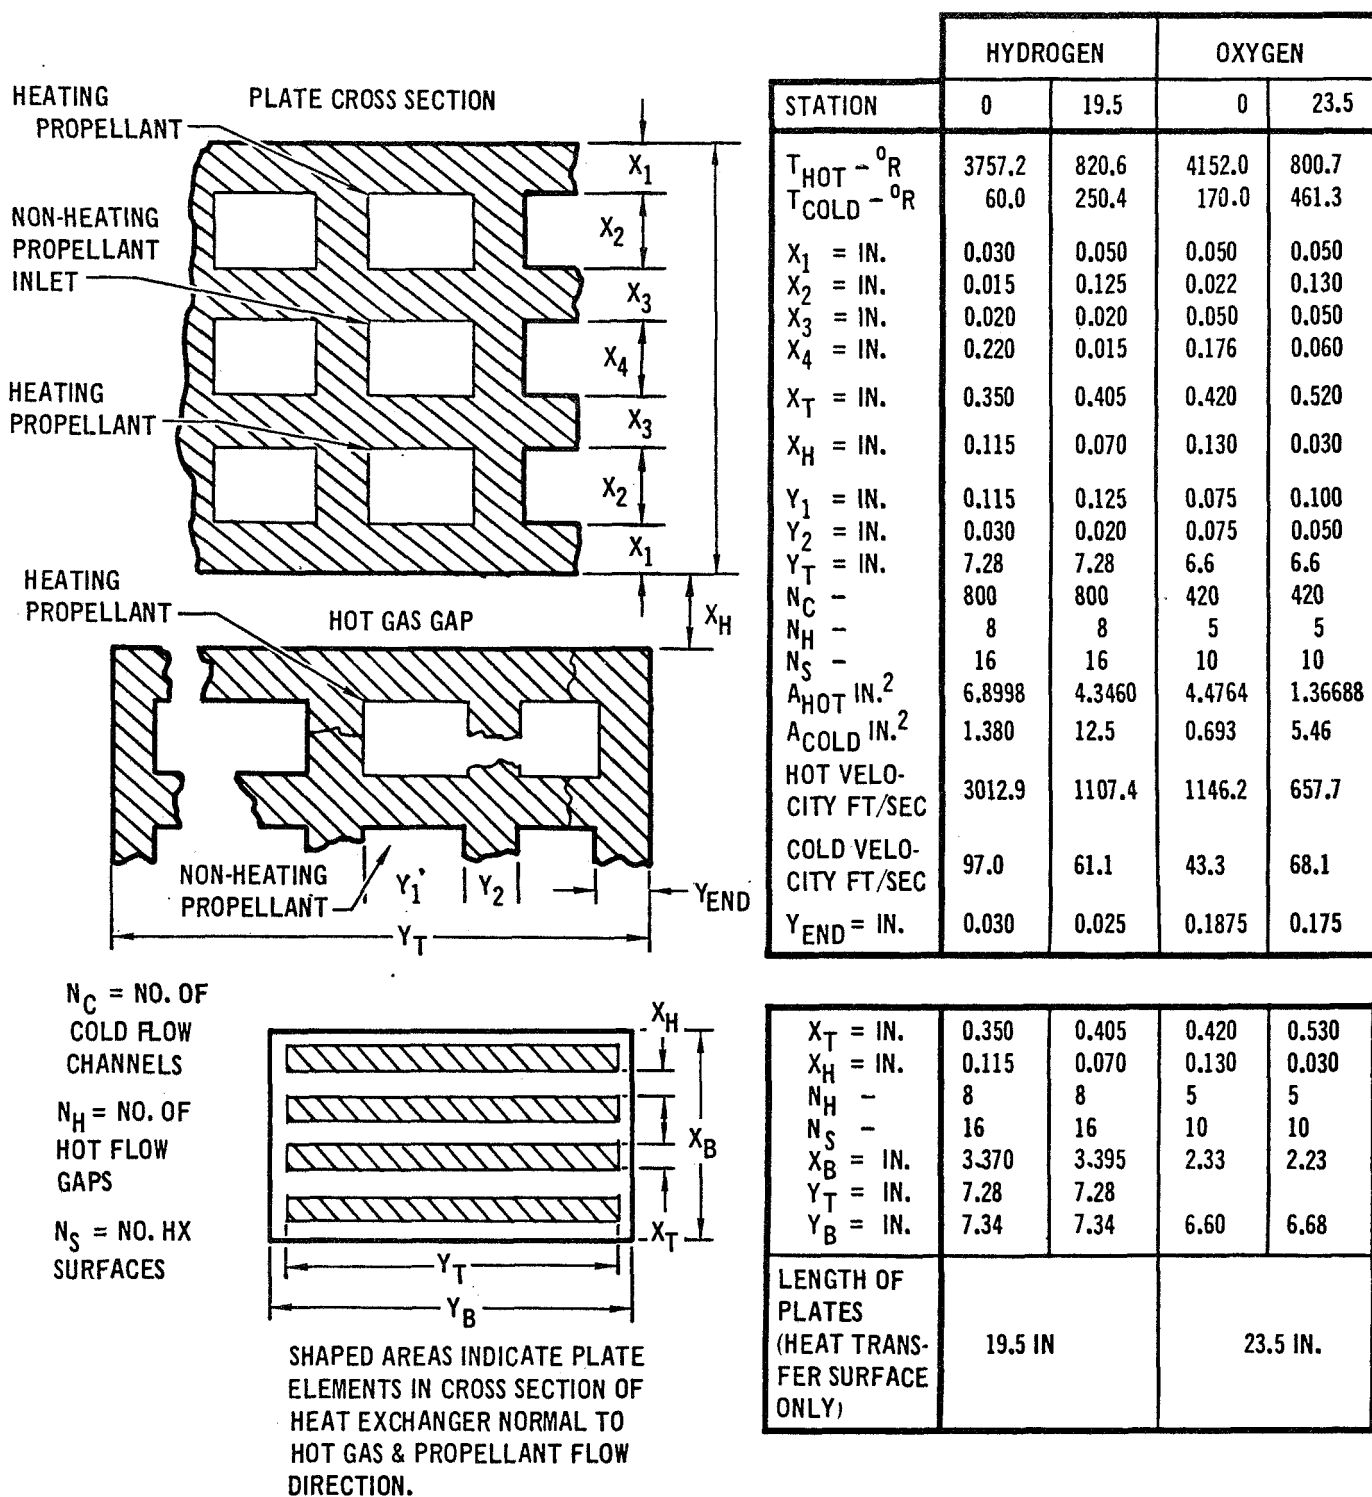 HEATING
PROPELLANT
PLATE CROSS SECTION
NON-HEATING
PROPELLANT
INLET
HEATING
PROPELLANT
X1
X2
X3
X4
X3
X2
X1
HEATING
PROPELLANT
HOT GAS GAP
XH
NON-HEATING
PROPELLANT
Y1
Y2
YEND
YT
NC = NO. OF
COLD FLOW
CHANNELS
NH = NO. OF
HOT FLOW
GAPS
NS = NO. HX
SURFACES
XH
XB
XT
YT
YB
SHAPED AREAS INDICATE PLATE
ELEMENTS IN CROSS SECTION OF
HEAT EXCHANGER NORMAL TO
HOT GAS & PROPELLANT FLOW
DIRECTION.
HYDROGEN OXYGEN
STATION 0 19.5 0 23.5
THOT - ºR 3757.2 820.6 4152.0 800.7
TCOLD - ºR 60.0 250.4 170.0 461.3
X1 = IN. 0.030 0.050 0.050 0.050
X2 = IN. 0.015 0.125 0.022 0.130
X3 = IN. 0.020 0.020 0.050 0.050
X4 = IN. 0.220 0.015 0.176 0.060
XT = IN. 0.350 0.405 0.420 0.520
XH = IN. 0.115 0.070 0.130 0.030
Y1 = IN. 0.115 0.125 0.075 0.100
Y2 = IN. 0.030 0.020 0.075 0.050
YT = IN. 7.28 7.28 6.6 6.6
NC - 800 800 420 420
NH - 8 8 5 5
NS - 16 16 10 10
AHOT IN.2 6.8998 4.3460 4.4764 1.36688
ACOLD IN.2 1.380 12.5 0.693 5.46
HOT VELO-
CITY FT/SEC 3012.9 1107.4 1146.2 657.7
COLD VELO-
CITY FT/SEC 97.0 61.1 43.3 68.1
YEND = IN. 0.030 0.025 0.1875 0.175
XT = IN. 0.350 0.405 0.420 0.530
XH = IN. 0.115 0.070 0.130 0.030
NH - 8 8 5 5
NS - 16 16 10 10
XB = IN. 3.370 3.395 2.33 2.23
YT = IN. 7.28 7.28
YB = IN. 7.34 7.34 6.60 6.68
LENGTH OF
PLATES
(HEAT TRANS-
FER SURFACE
ONLY)
19.5 IN
23.5 IN.